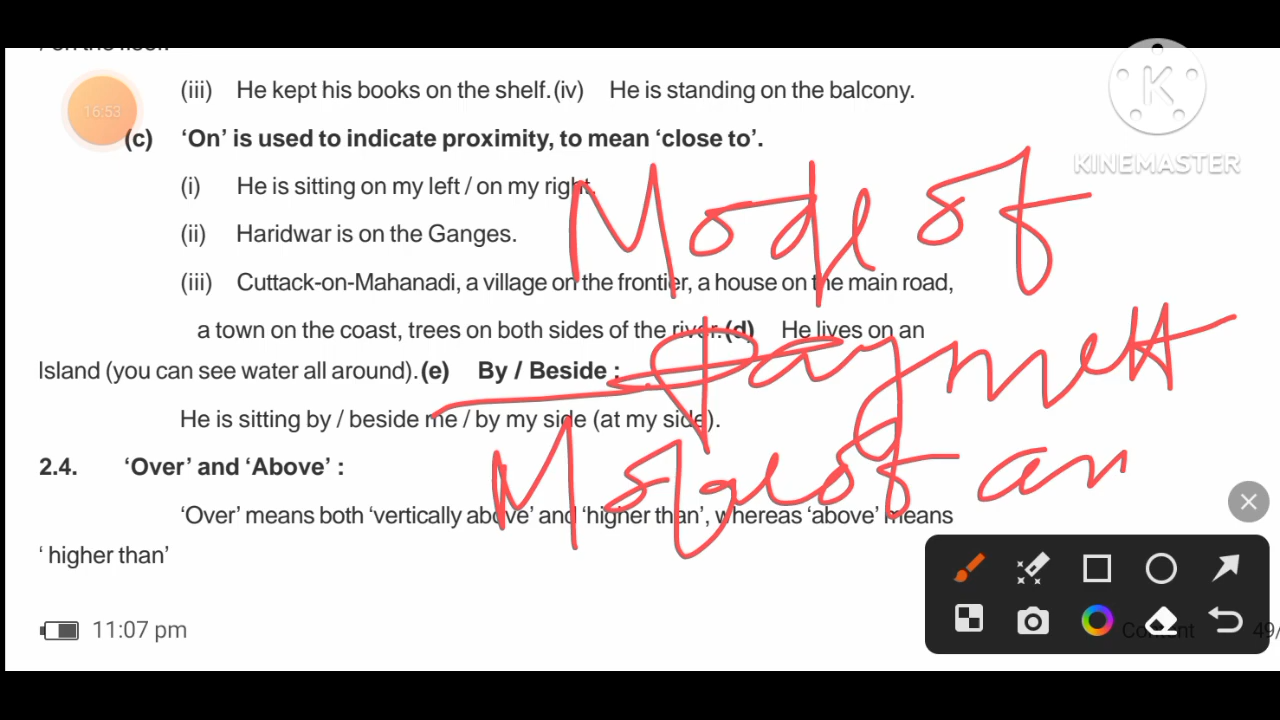 (iii) He kept his books on the shelf.(iv) He is standing on the balcony.
16:53
KINEMASTER
(c) ‘On’ is used to indicate proximity, to mean ‘close to’.
(i) He is sitting on my left / on my right.
Mode of
(ii) Haridwar is on the Ganges.
(iii) Cuttack-on-Mahanadi, a village on the frontier, a house on the main road,
a town on the coast, trees on both sides of the river.(d) He lives on an
Island (you can see water all around).(e) By / Beside :
He is sitting by / beside me / by my side (at my side).
2.4. ‘Over’ and ‘Above’ :
‘Over’ means both ‘vertically above’ and ‘higher than’, whereas ‘above’ means
‘ higher than’
11:07 pm
Content 49/